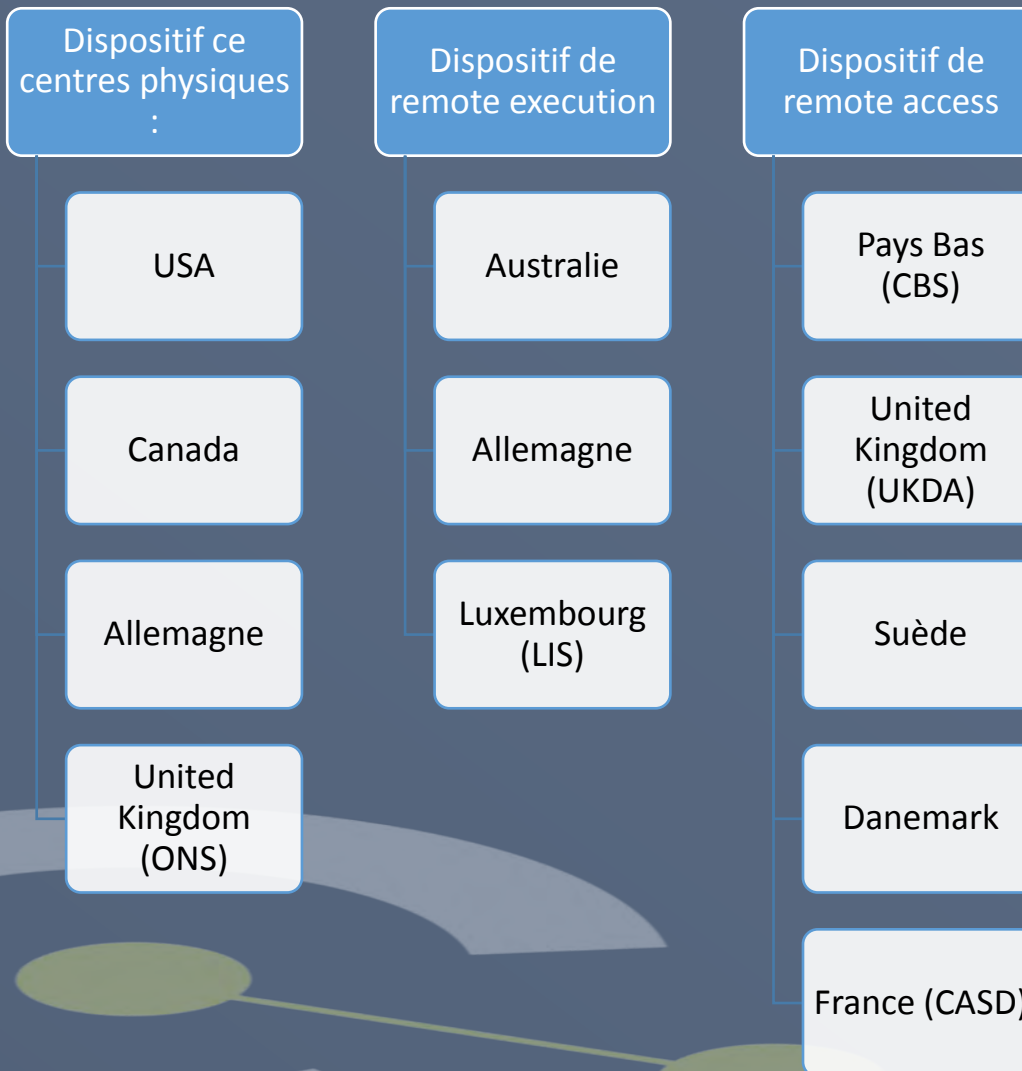 Dispositif ce
centres physiques
:
USA
Canada
Allemagne
United
Kingdom
(ONS)
Dispositif de
remote execution
Australie
Allemagne
Luxembourg
(LIS)
Dispositif de
remote access
Pays Bas
(CBS)
United
Kingdom
(UKDA)
Suède
Danemark
France (CASD)